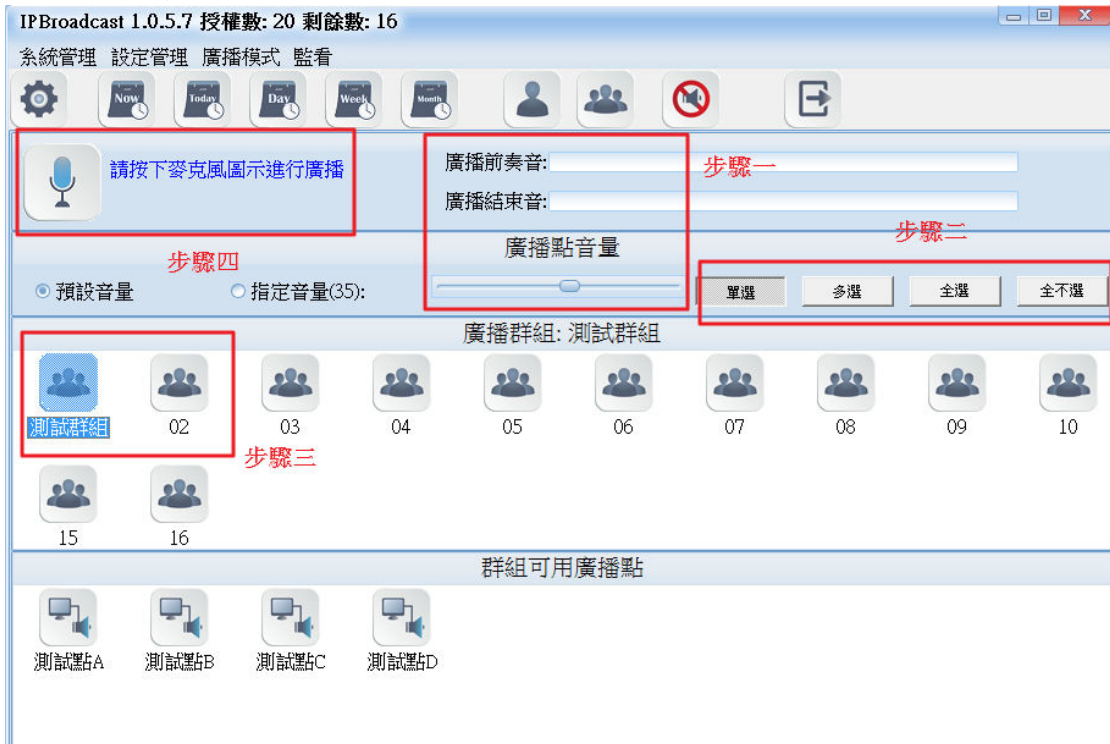 IPBroadcast 1.0.5.7 授權數: 20 剩餘數: 16
系統管理 設定管理 廣播模式 監看
Now Today Day Week Month
請按下麥克風圖示進行廣播
廣播前奏音:
步驟一
廣播結束音:
步驟二
廣播點音量
步驟四
預設音量 指定音量(35): 單選 多選 全選 全不選
廣播群組: 測試群組
測試群組 02 03 04 05 06 07 08 09 10
步驟三
15 16
群組可用廣播點
測試點A 測試點B 測試點C 測試點D